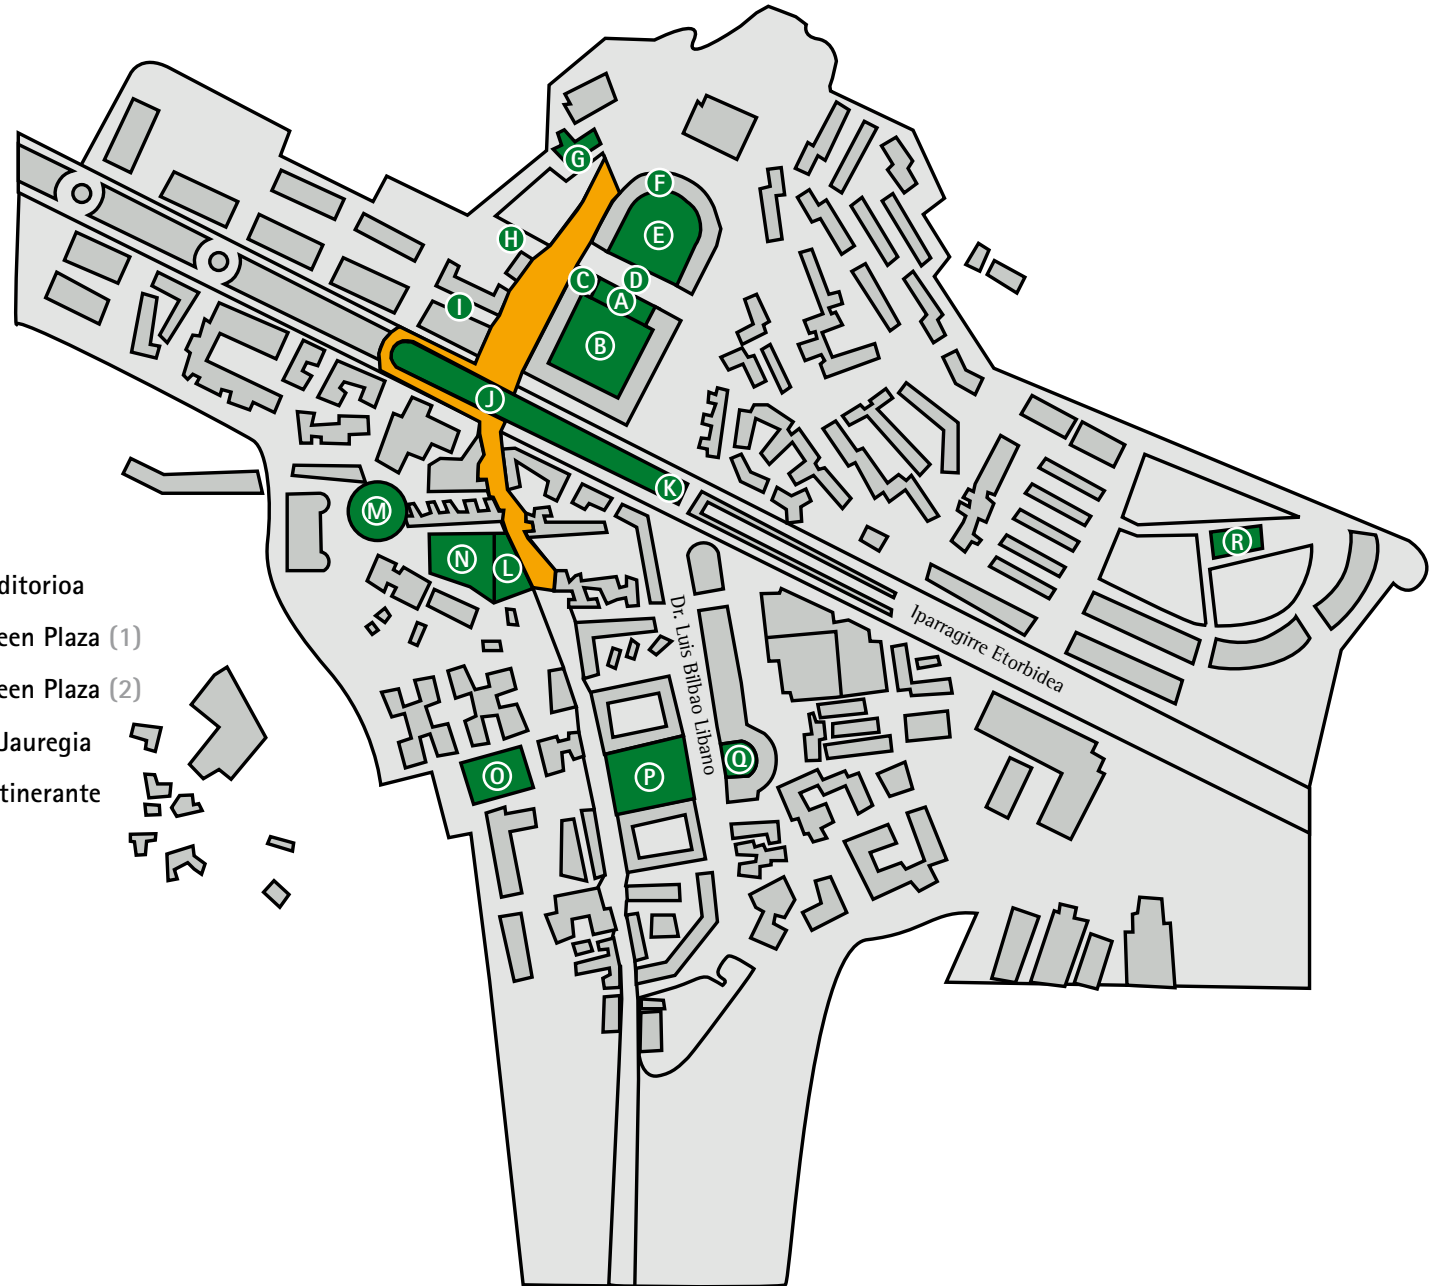 G
F
E
H
C
D
A
I
B
J
K
M
R
N
L
ditorioa
een Plaza (1)
een Plaza (2)
Jauregia
tinerante
Iparragirre Etorbidea
Dr. Luis Bilbao Libano
O
P
Q